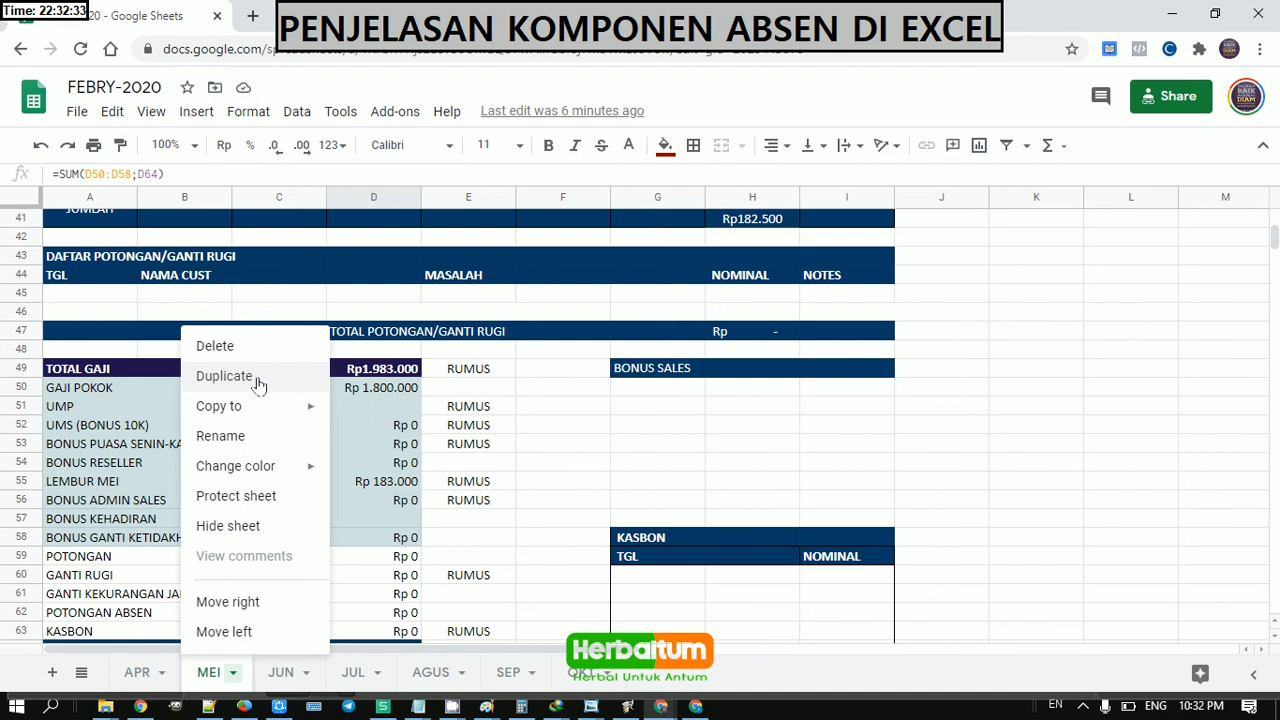 Time: 22:32:33
PENJELASAN KOMPONEN ABSEN DI EXCEL
20 - Google Sheets
FEBRY-2020
File Edit View Insert Format Data Tools Add-ons Help Last edit was 6 minutes ago
Share
100% Rp % .0 .00 123 Calibri 11 B I S A
fx =SUM(D50:D58;D64)
A B C D E F G H I J K L M
41 JUMLAH Rp182.500
42
43 DAFTAR POTONGAN/GANTI RUGI
44 TGL NAMA CUST MASALAH NOMINAL NOTES
45
46
47 TOTAL POTONGAN/GANTI RUGI Rp -
48
49 TOTAL GAJI Rp1.983.000 RUMUS BONUS SALES
50 GAJI POKOK Rp 1.800.000
51 UMP RUMUS
52 UMS (BONUS 10K) Rp 0 RUMUS
53 BONUS PUASA SENIN-KA Rp 0 RUMUS
54 BONUS RESELLER Rp 0
55 LEMBUR MEI Rp 183.000 RUMUS
56 BONUS ADMIN SALES Rp 0 RUMUS
57 BONUS KEHADIRAN
58 BONUS GANTI KETIDAKH Rp 0 KASBON
59 POTONGAN Rp 0 TGL NOMINAL
60 GANTI RUGI Rp 0 RUMUS
61 GANTI KEKURANGAN JA Rp 0
62 POTONGAN ABSEN Rp 0
63 KASBON Rp 0 RUMUS
Delete
Duplicate
Copy to
Rename
Change color
Protect sheet
Hide sheet
View comments
Move right
Move left
Herbaitum
Herbal Untuk Antum
APR MEI JUN JUL AGUS SEP
EN ENG 10:32 PM